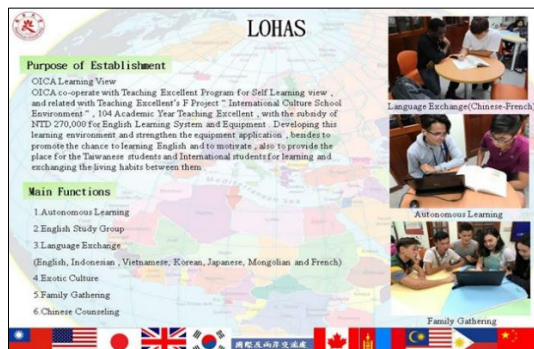 LOHAS
Purpose of Establishment
OICA Learning View
OICA co-operate with Teaching Excellent Program for Self Learning view ,
and related with Teaching Excellent's F Project " International Culture School
Environment " , 104 Academic Year Teaching Excellent , with the subsidy of
NTD 270,000 for English Learning System and Equipment . Developing this
learning environment and strengthen the equipment application , besides to
promote the chance to learning English and to motivate , also to provide the
place for the Taiwanese students and International students for learning and
exchanging the living habits between them .
Main Functions
1.Autonomous Learning
2.English Study Group
3.Language Exchange
(English, Indonesian , Vietnamese, Korean, Japanese, Mongolian and French)
4.Exotic Culture
5.Family Gathering
6.Chinese Counseling
Language Exchange(Chinese-French)
Autonomous Learning
Family Gathering
國際及兩岸交流處